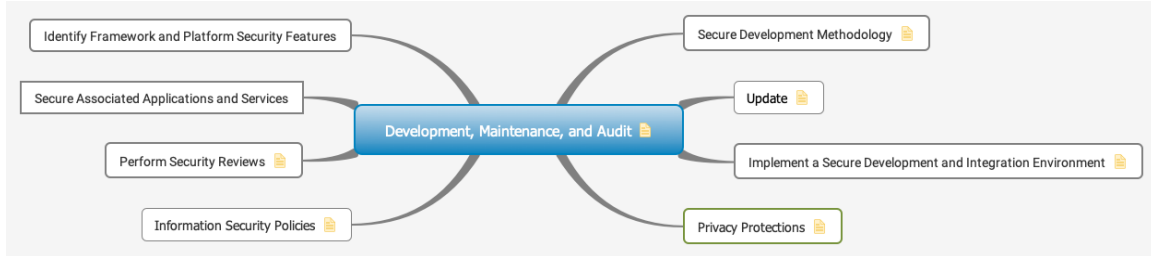 Identify Framework and Platform Security Features
Secure Associated Applications and Services
Perform Security Reviews
Information Security Policies
Development, Maintenance, and Audit
Secure Development Methodology
Update
Implement a Secure Development and Integration Environment
Privacy Protections